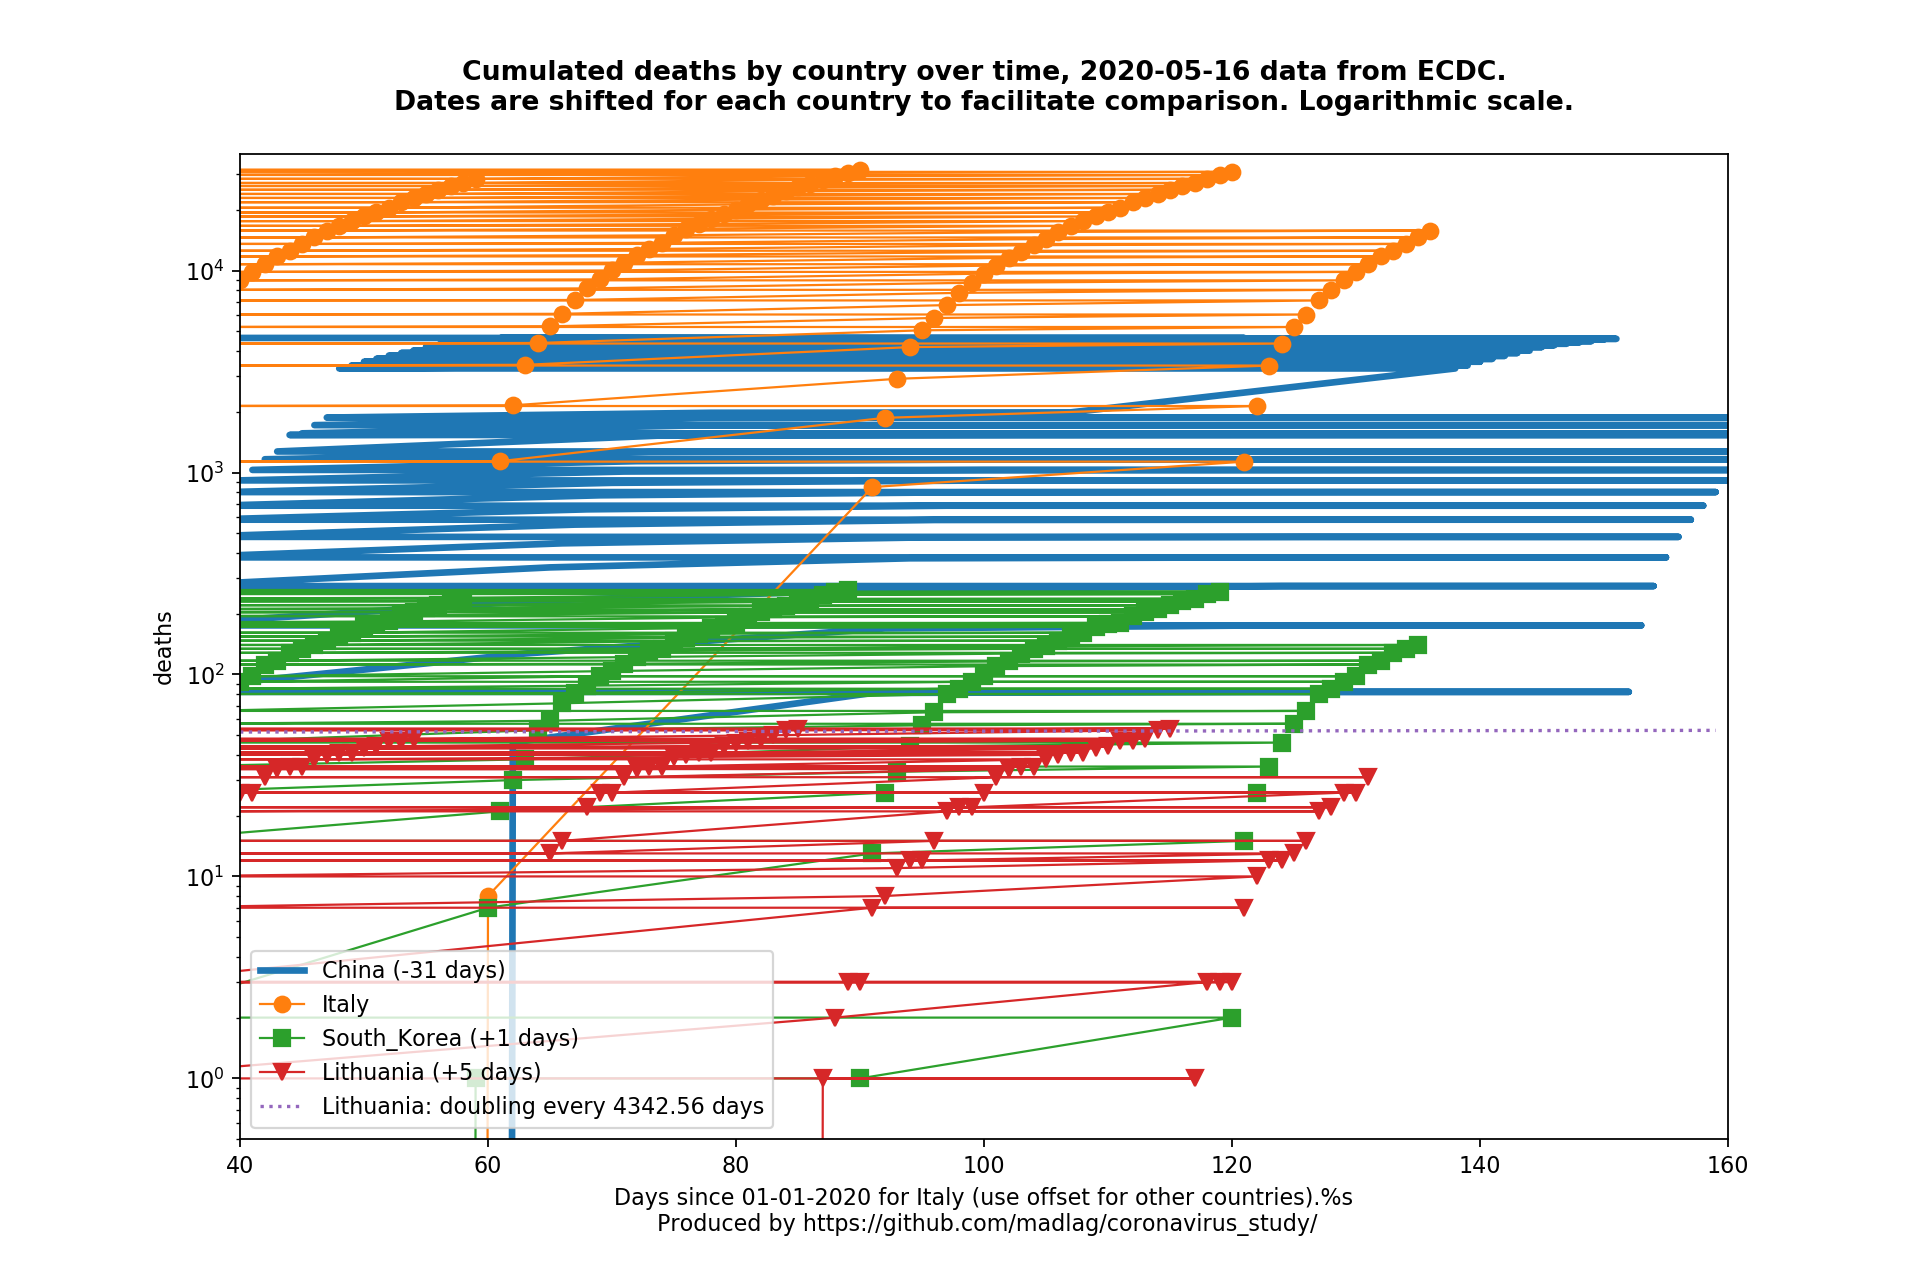 Cumulated deaths by country over time, 2020-05-16 data from ECDC.
Dates are shifted for each country to facilitate comparison. Logarithmic scale.
deaths
10⁴
10³
10²
10¹
10⁰
China (-31 days)
Italy
South_Korea (+1 days)
Lithuania (+5 days)
Lithuania: doubling every 4342.56 days
40 60 80 100 120 140 160
Days since 01-01-2020 for Italy (use offset for other countries).%s
Produced by https://github.com/madlag/coronavirus_study/